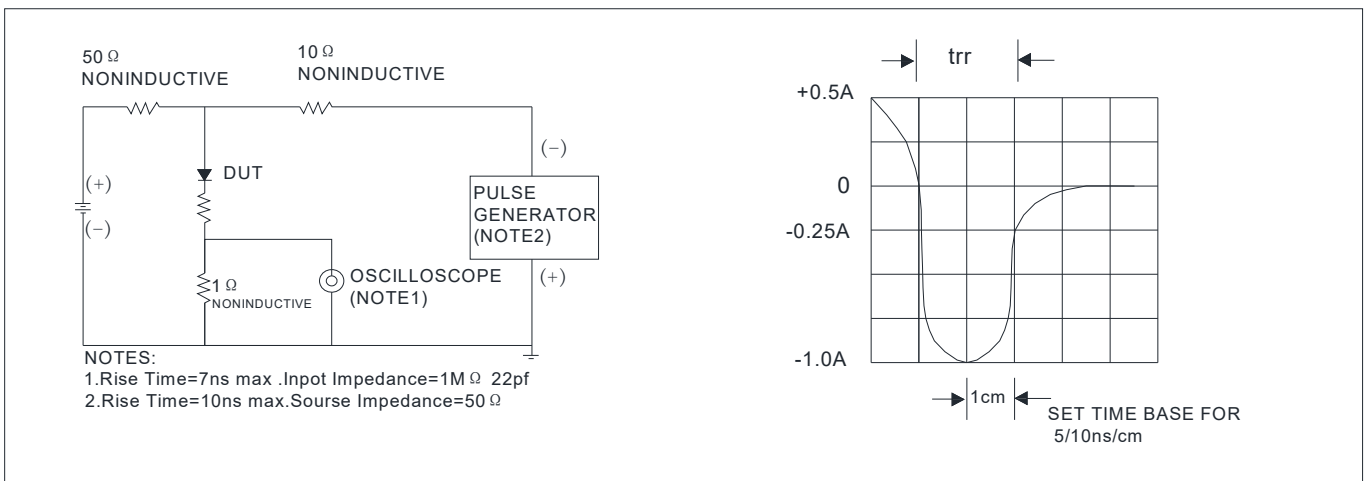 50 Ω
NONINDUCTIVE
10 Ω
NONINDUCTIVE
(+)
(-)
DUT
1 Ω
NONINDUCTIVE
OSCILLOSCOPE
(NOTE1)
(-)
PULSE
GENERATOR
(NOTE2)
(+)
NOTES:
1.Rise Time=7ns max .Inpot Impedance=1M Ω 22pf
2.Rise Time=10ns max.Sourse Impedance=50 Ω
trr
+0.5A
0
-0.25A
-1.0A
1cm
SET TIME BASE FOR
5/10ns/cm